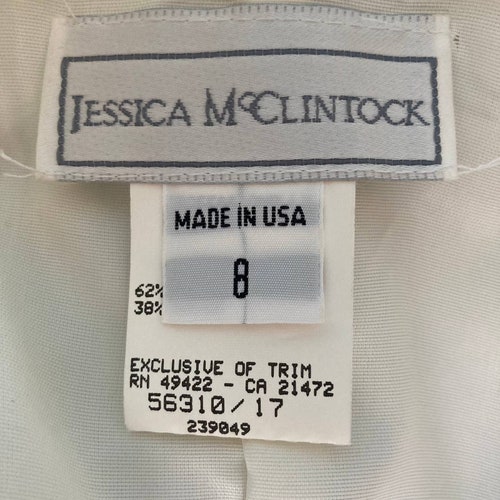 JESSICA MCCLINTOCK
MADE IN USA
8
62%
38%
EXCLUSIVE OF TRIM
RN 49422 - CA 21472
56310/17
239049